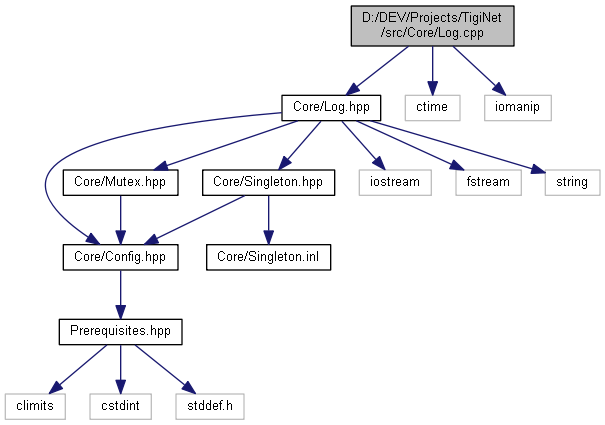 D:/DEV/Projects/TigiNet
/src/Core/Log.cpp
Core/Log.hpp
ctime
iomanip
Core/Mutex.hpp
Core/Singleton.hpp
iostream
fstream
string
Core/Config.hpp
Core/Singleton.inl
Prerequisites.hpp
climits
cstdint
stddef.h